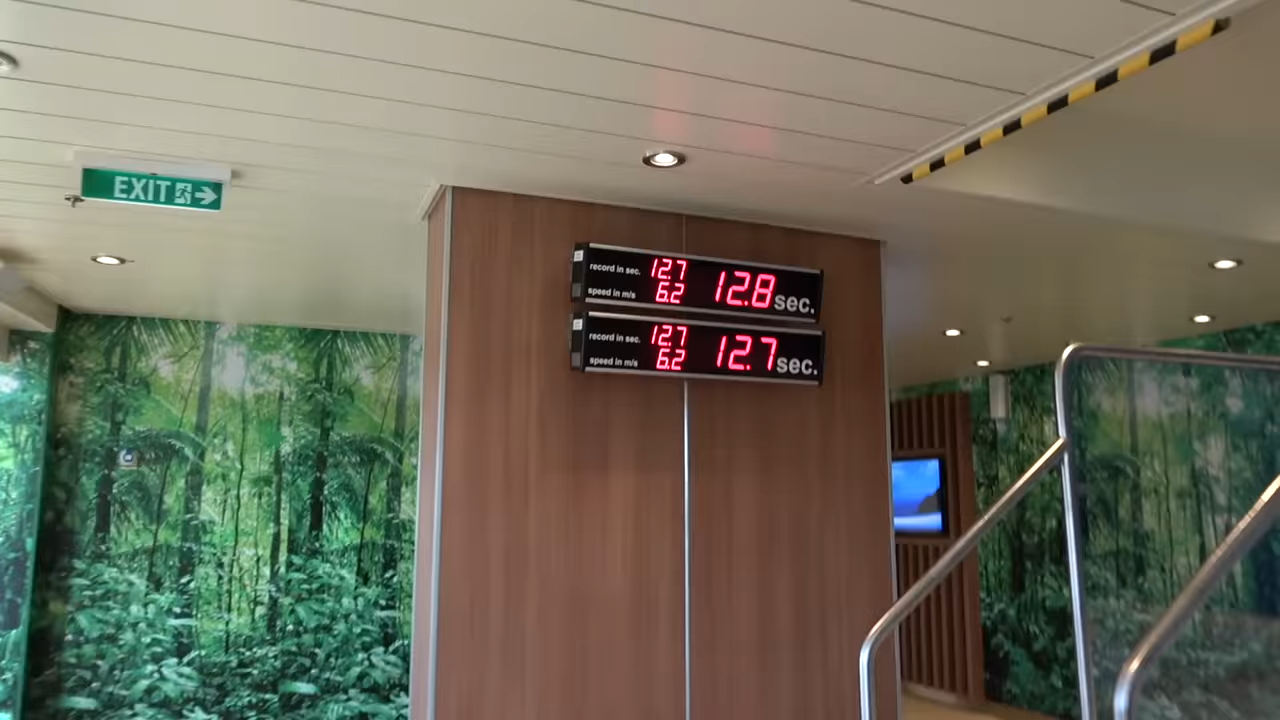 EXIT
record in sec. 12.7 12.8 sec.
speed in m/s 6.2
record in sec. 12.7 12.7 sec.
speed in m/s 6.2